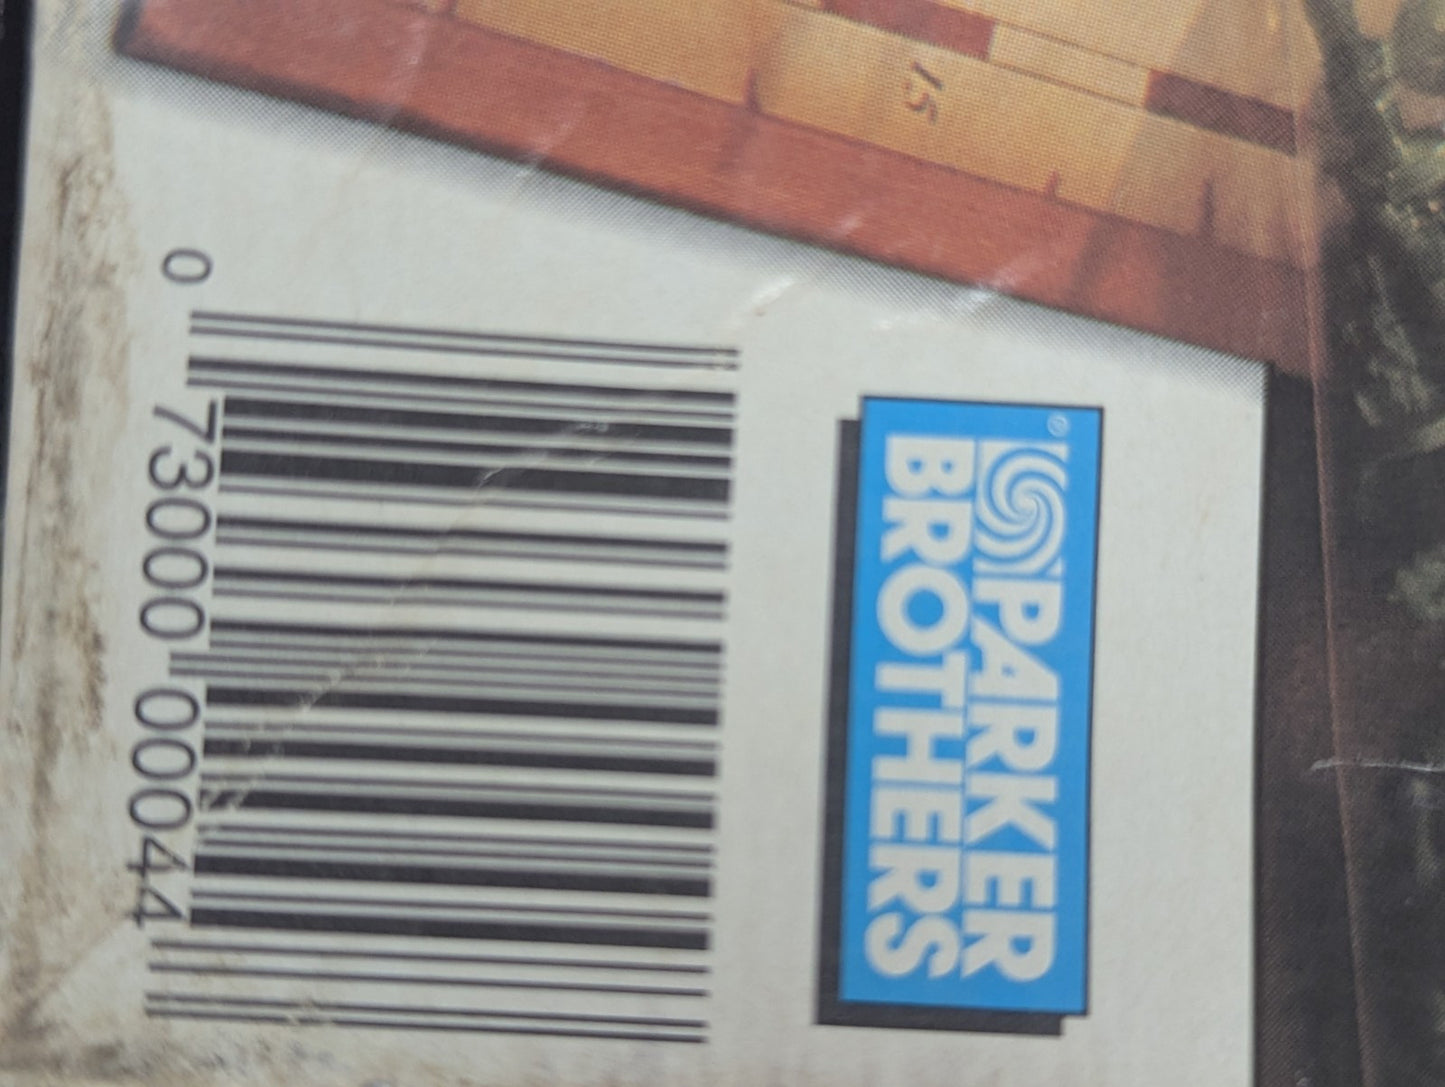 15
® PARKER
BROTHERS
0 73000 00044